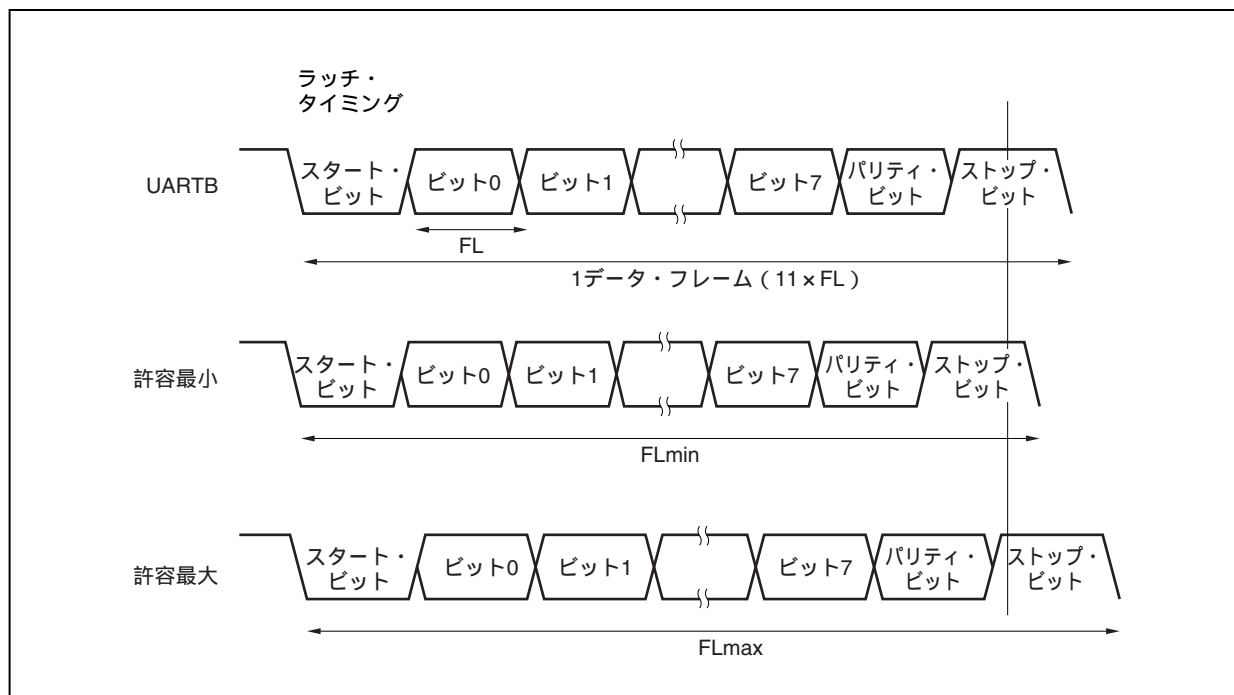 ラッチ・
タイミング
UARTB
スタート・
ビット
ビット0
ビット1
ビット7
パリティ・
ビット
ストップ・
ビット
FL
1データ・フレーム（11×FL）
許容最小
スタート・
ビット
ビット0
ビット1
ビット7
パリティ・
ビット
ストップ・
ビット
FLmin
許容最大
スタート・
ビット
ビット0
ビット1
ビット7
パリティ・
ビット
ストップ・
ビット
FLmax